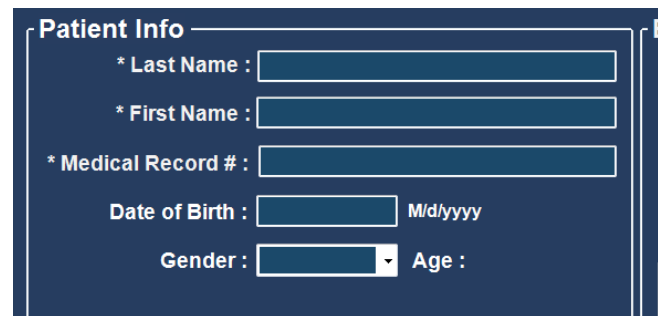 Patient Info
* Last Name :
* First Name :
* Medical Record # :
Date of Birth : M/d/yyyy
Gender : Age :